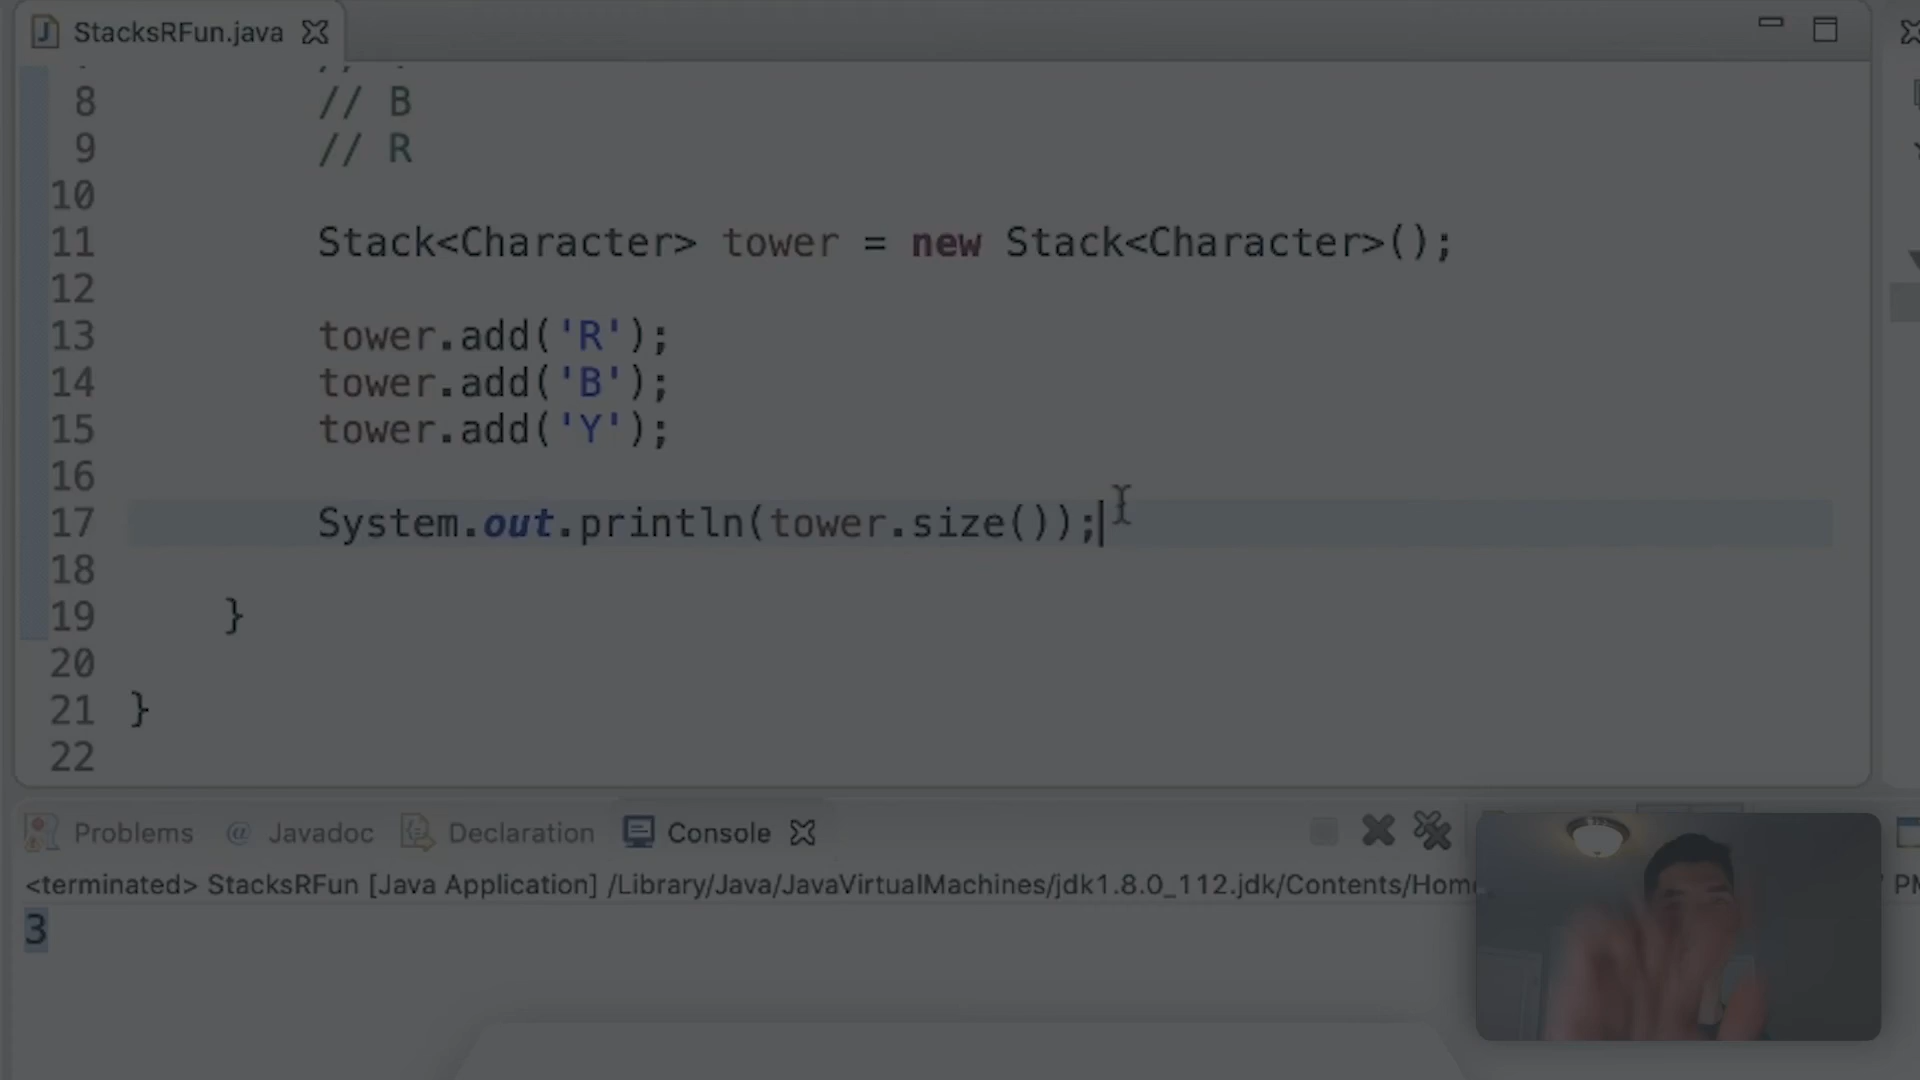 StacksRFun.java
8 // B
9 // R
10
11 Stack<Character> tower = new Stack<Character>();
12
13 tower.add('R');
14 tower.add('B');
15 tower.add('Y');
16
17 System.out.println(tower.size());
18
19 }
20
21 }
22
Problems @ Javadoc Declaration Console
<terminated> StacksRFun [Java Application] /Library/Java/JavaVirtualMachines/jdk1.8.0_112.jdk/Contents/Home
3